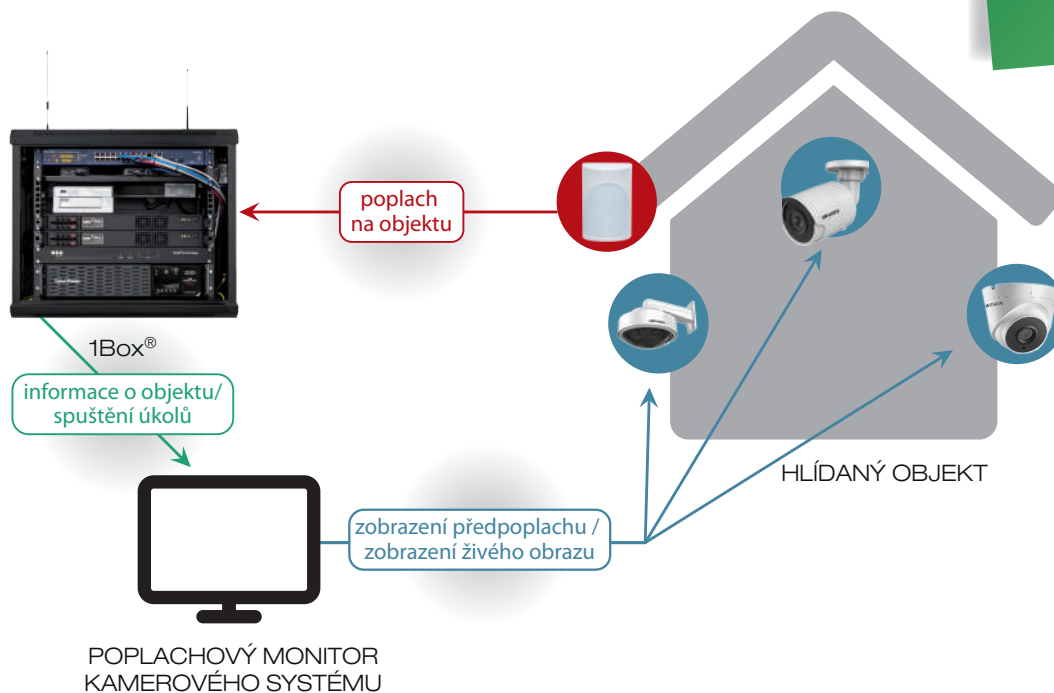 poplach
na objektu
1Box®
informace o objektu/
spuštění úkolů
HLÍDANÝ OBJEKT
zobrazení předpoplachu /
zobrazení živého obrazu
POPLACHOVÝ MONITOR
KAMEROVÉHO SYSTÉMU